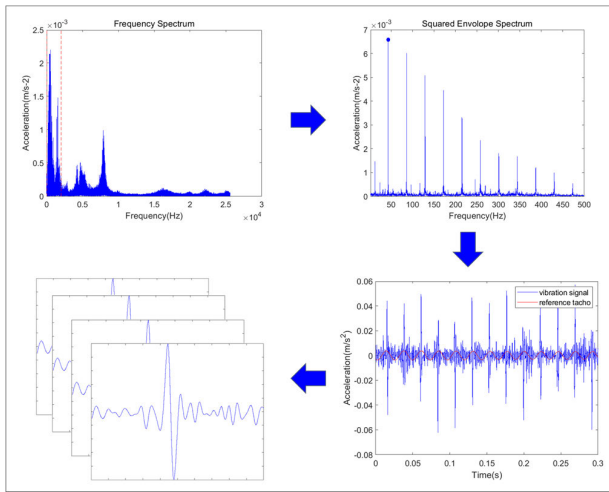 Frequency Spectrum
×10⁻³
2.5
2
1.5
1
0.5
0
Acceleration(m/s-2)
0 0.5 1 1.5 2 2.5 3
Frequency(Hz)
×10⁴
Squared Envelope Spectrum
×10⁻³
7
6
5
4
3
2
1
0
Acceleration(m/s-2)
50 100 150 200 250 300 350 400 450 500
Frequency(Hz)
0.06
0.04
0.02
0
-0.02
-0.04
-0.06
-0.08
Acceleration(m/s²)
vibration signal
reference tacho
0 0.05 0.1 0.15 0.2 0.25 0.3
Time(s)